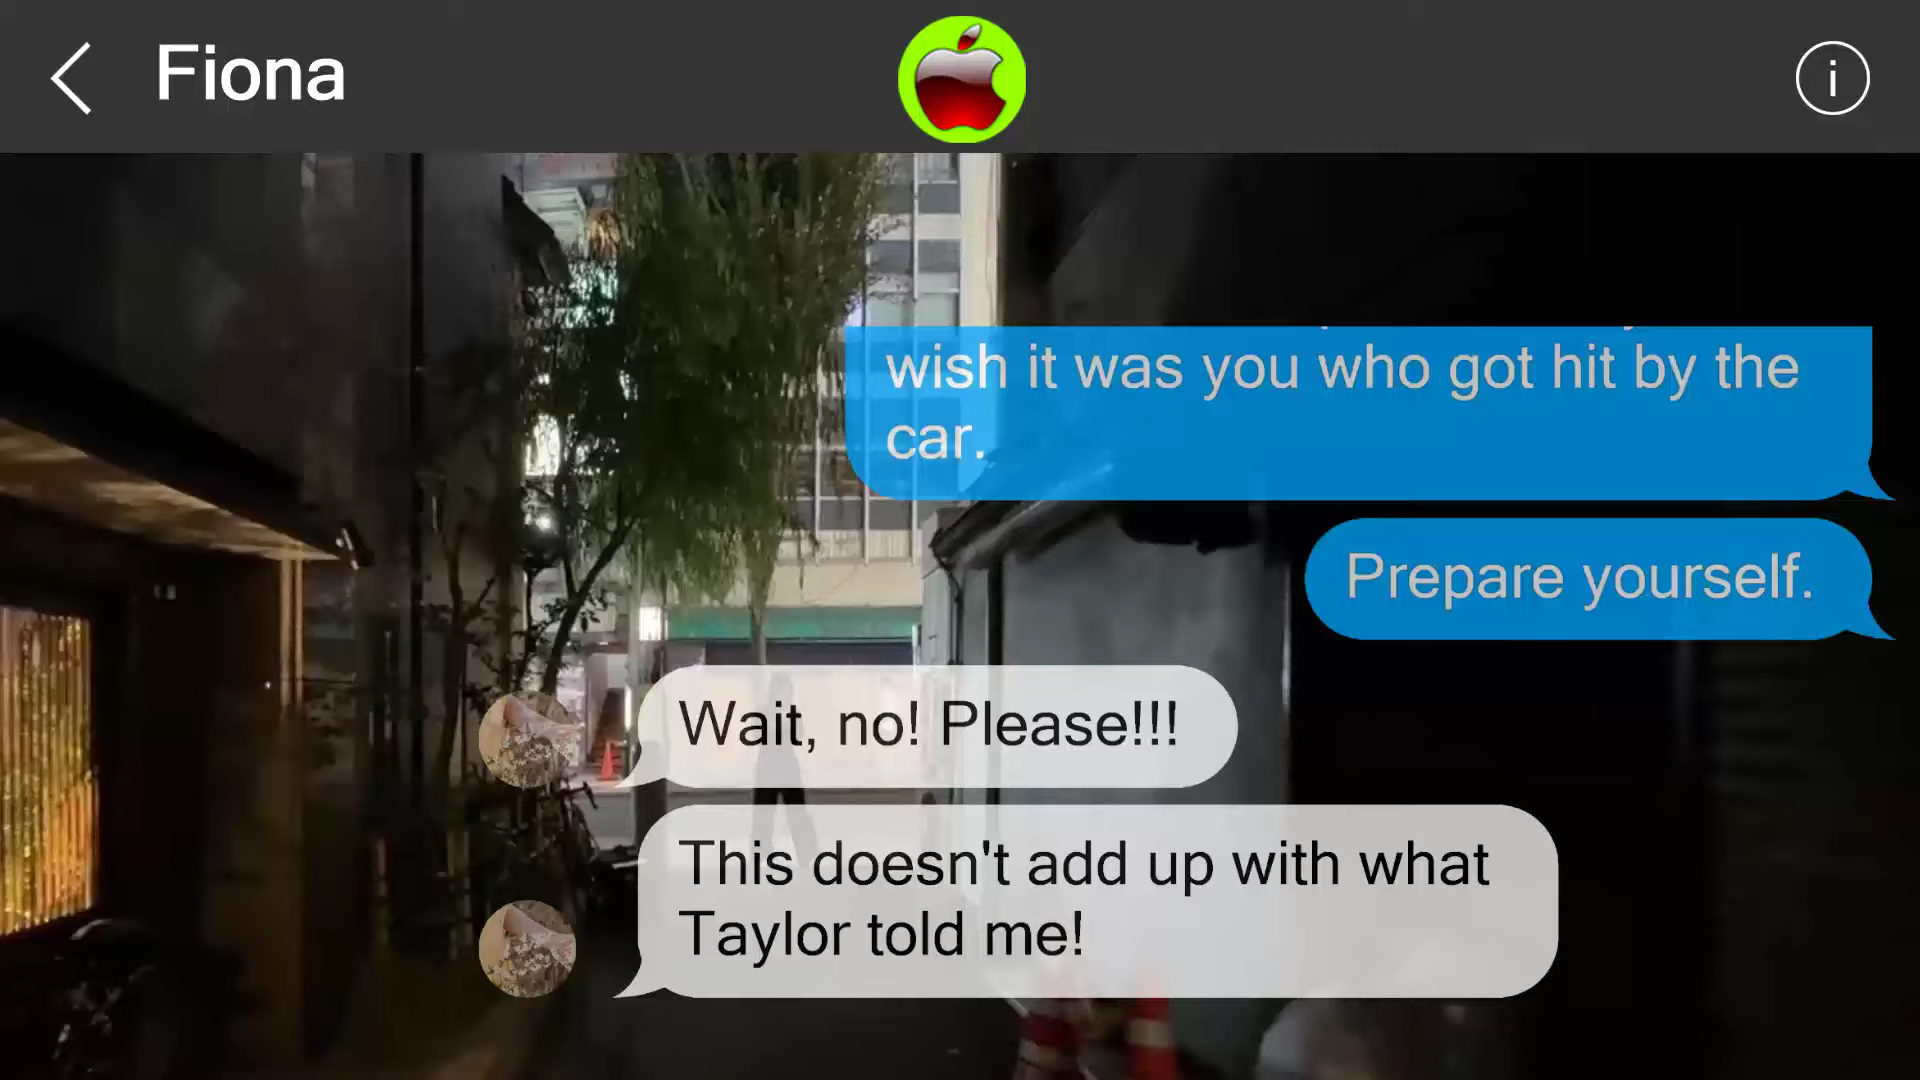 Fiona
i
wish it was you who got hit by the
car.
Prepare yourself.
Wait, no! Please!!!
This doesn't add up with what
Taylor told me!